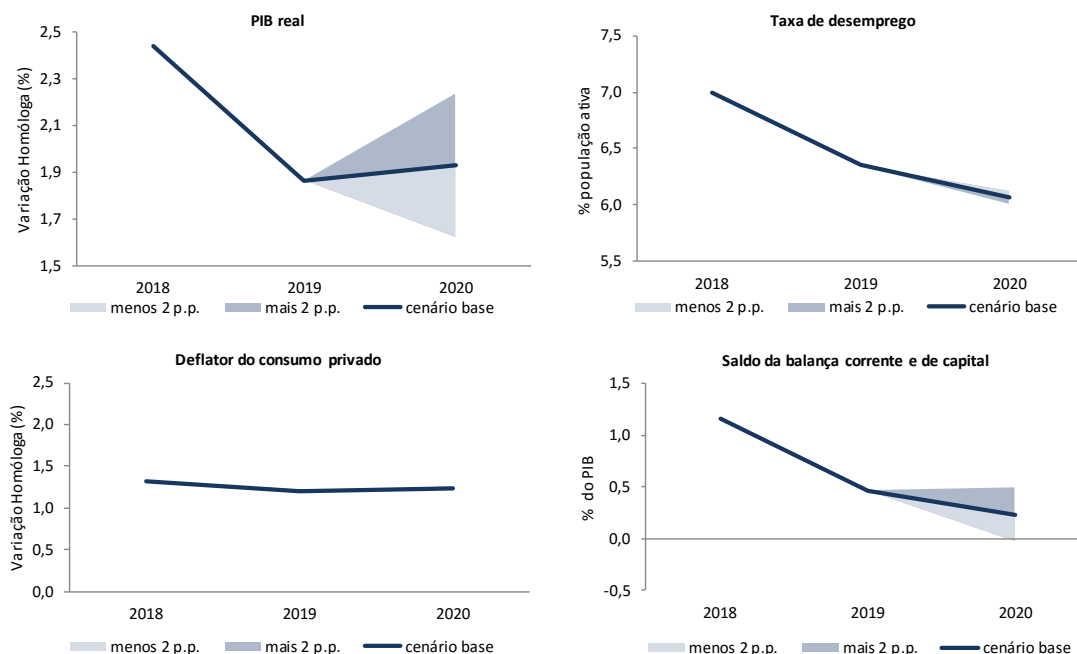 PIB real
Variação Homóloga (%)
2,5
2,3
2,1
1,9
1,7
1,5
2018
2019
2020
menos 2 p.p. mais 2 p.p. cenário base
Taxa de desemprego
% população ativa
7,5
7,0
6,5
6,0
5,5
2018
2019
2020
menos 2 p.p. mais 2 p.p. cenário base
Deflator do consumo privado
Variação Homóloga (%)
2,5
2,0
1,5
1,0
0,5
0,0
2018
2019
2020
menos 2 p.p. mais 2 p.p. cenário base
Saldo da balança corrente e de capital
% do PIB
1,5
1,0
0,5
0,0
-0,5
2018
2019
2020
menos 2 p.p. mais 2 p.p. cenário base